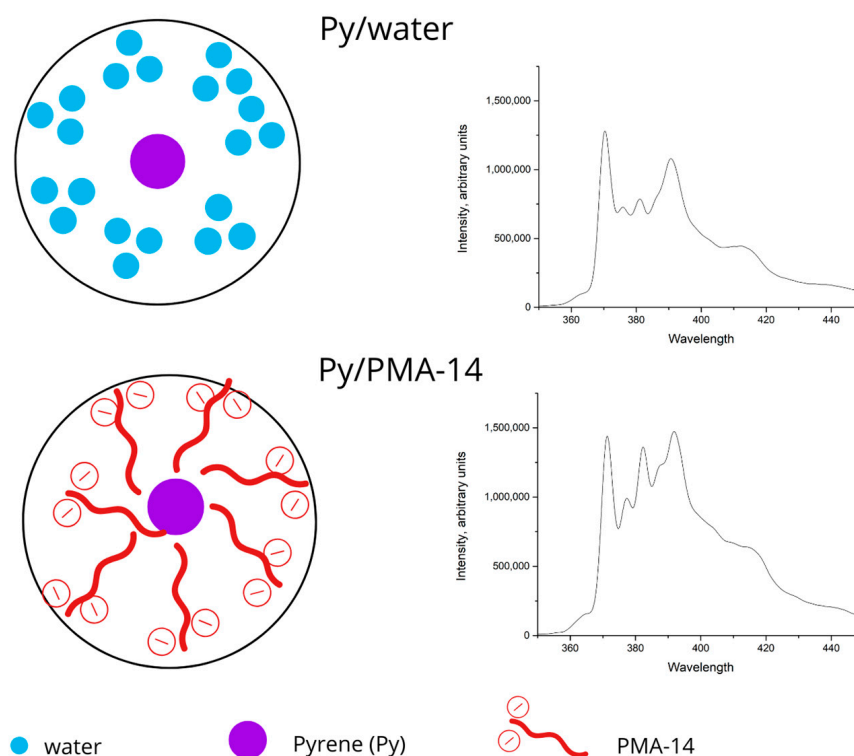 Py/water
1,500,000
1,000,000
500,000
0
Intensity, arbitrary units
360 380 400 420 440
Wavelength
Py/PMA-14
1,500,000
1,000,000
500,000
0
Intensity, arbitrary units
360 380 400 420 440
Wavelength
water Pyrene (Py) PMA-14